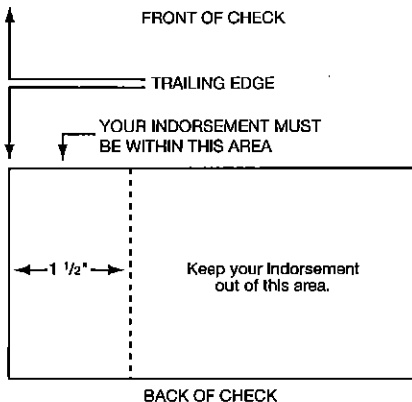 FRONT OF CHECK
TRAILING EDGE
YOUR INDORSEMENT MUST
BE WITHIN THIS AREA
1 1/2"
Keep your Indorsement
out of this area.
BACK OF CHECK